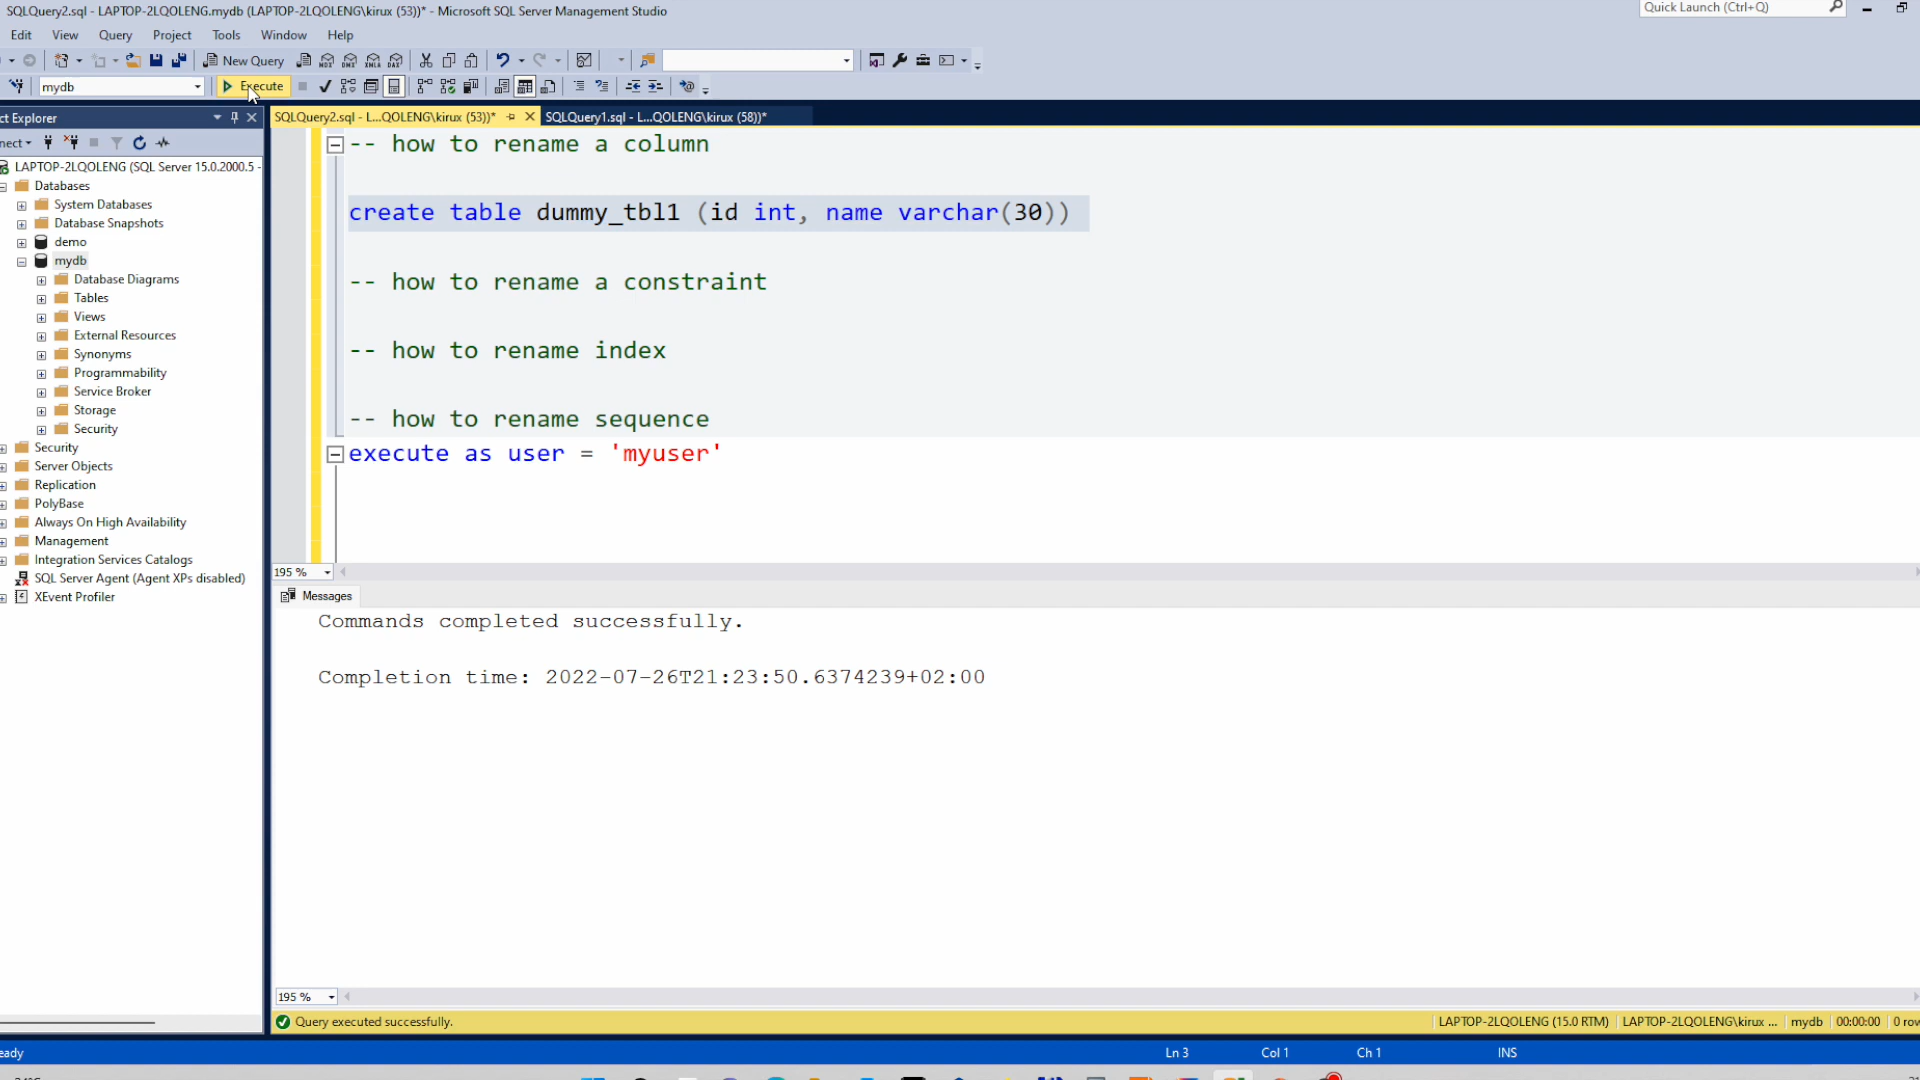 SQLQuery2.sql - LAPTOP-2LQOLENG.mydb (LAPTOP-2LQOLENG\kirux (53))* - Microsoft SQL Server Management Studio
Quick Launch (Ctrl+Q)
Edit View Query Project Tools Window Help
New Query
mydb Execute
ct Explorer
SQLQuery2.sql - L...QOLENG\kirux (53))* SQLQuery1.sql - L...QOLENG\kirux (58))*
nect
LAPTOP-2LQOLENG (SQL Server 15.0.2000.5 -
Databases
System Databases
Database Snapshots
demo
mydb
Database Diagrams
Tables
Views
External Resources
Synonyms
Programmability
Service Broker
Storage
Security
Security
Server Objects
Replication
PolyBase
Always On High Availability
Management
Integration Services Catalogs
SQL Server Agent (Agent XPs disabled)
XEvent Profiler
-- how to rename a column
create table dummy_tbl1 (id int, name varchar(30))
-- how to rename a constraint
-- how to rename index
-- how to rename sequence
execute as user = 'myuser'
195 %
Messages
Commands completed successfully.
Completion time: 2022-07-26T21:23:50.6374239+02:00
195 %
Query executed successfully. LAPTOP-2LQOLENG (15.0 RTM) LAPTOP-2LQOLENG\kirux ... mydb 00:00:00 0 row
eady Ln 3 Col 1 Ch 1 INS